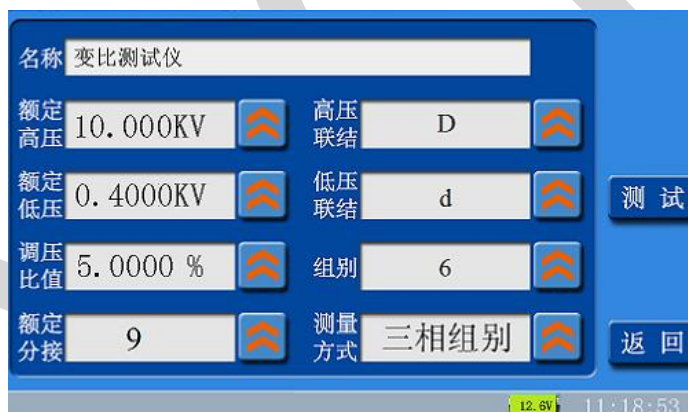 名称 变比测试仪
额定高压 10.000KV 高压联结 D
额定低压 0.4000KV 低压联结 d
测 试
调压比值 5.0000 % 组别 6
额定分接 9 测量方式 三相组别
返 回
12.6V 11:18:53